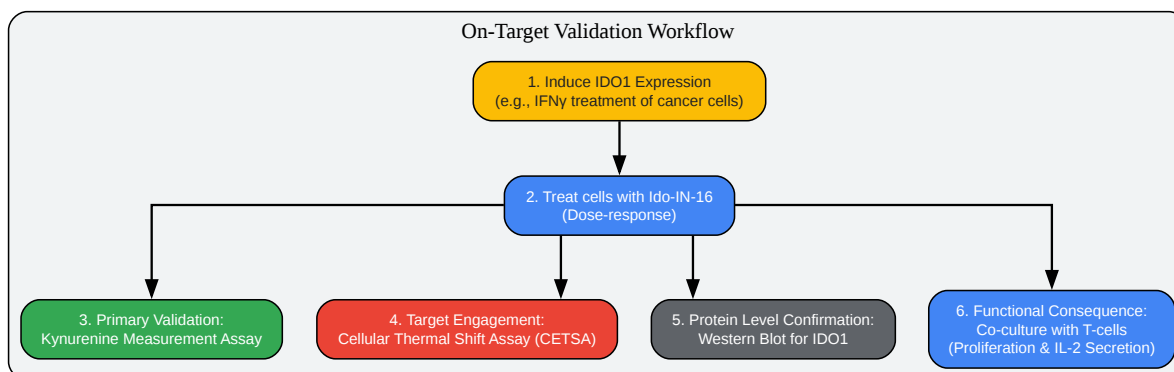 On-Target Validation Workflow
1. Induce IDO1 Expression
(e.g., IFNγ treatment of cancer cells)
2. Treat cells with Ido-IN-16
(Dose-response)
3. Primary Validation:
Kynurenine Measurement Assay
4. Target Engagement:
Cellular Thermal Shift Assay (CETSA)
5. Protein Level Confirmation:
Western Blot for IDO1
6. Functional Consequence:
Co-culture with T-cells
(Proliferation & IL-2 Secretion)